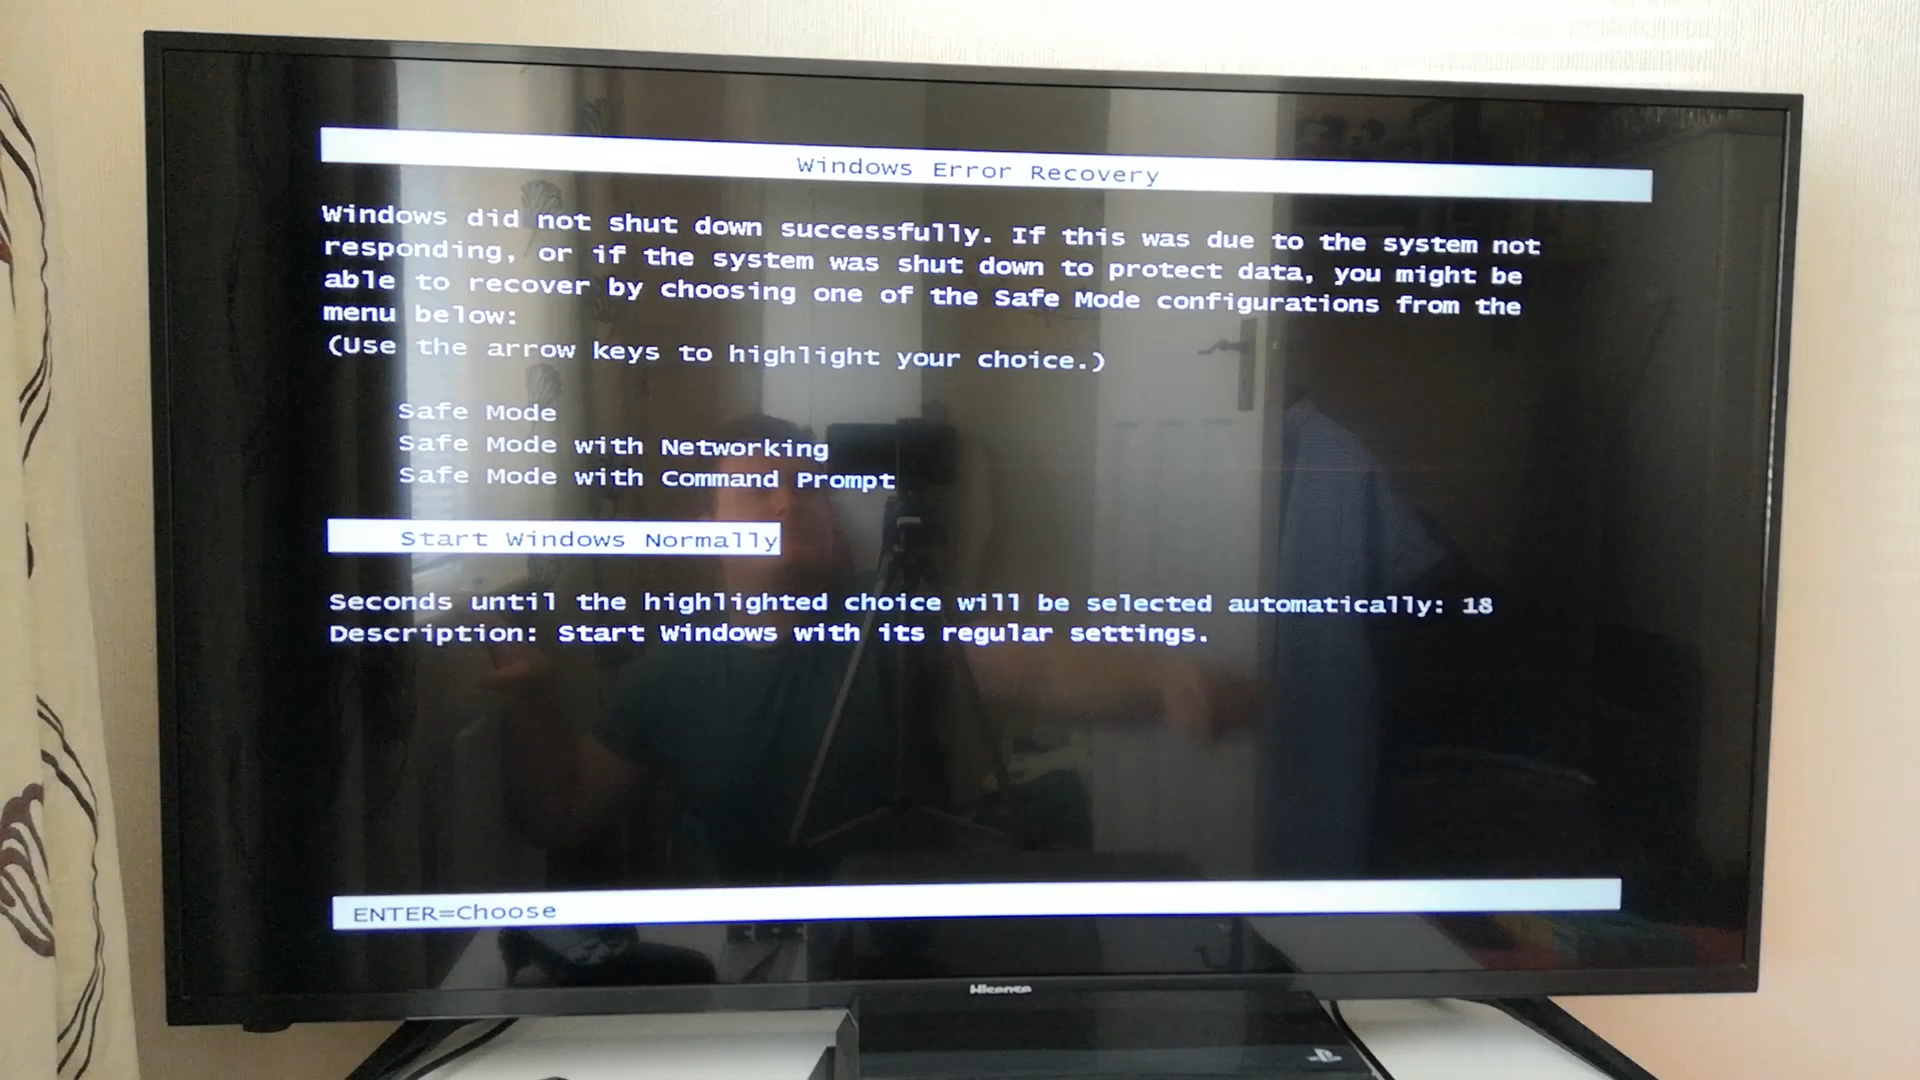 Windows Error Recovery
Windows did not shut down successfully. If this was due to the system not
responding, or if the system was shut down to protect data, you might be
able to recover by choosing one of the Safe Mode configurations from the
menu below:
(Use the arrow keys to highlight your choice.)
Safe Mode
Safe Mode with Networking
Safe Mode with Command Prompt
Start Windows Normally
Seconds until the highlighted choice will be selected automatically: 18
Description: Start Windows with its regular settings.
ENTER=Choose
Hisense